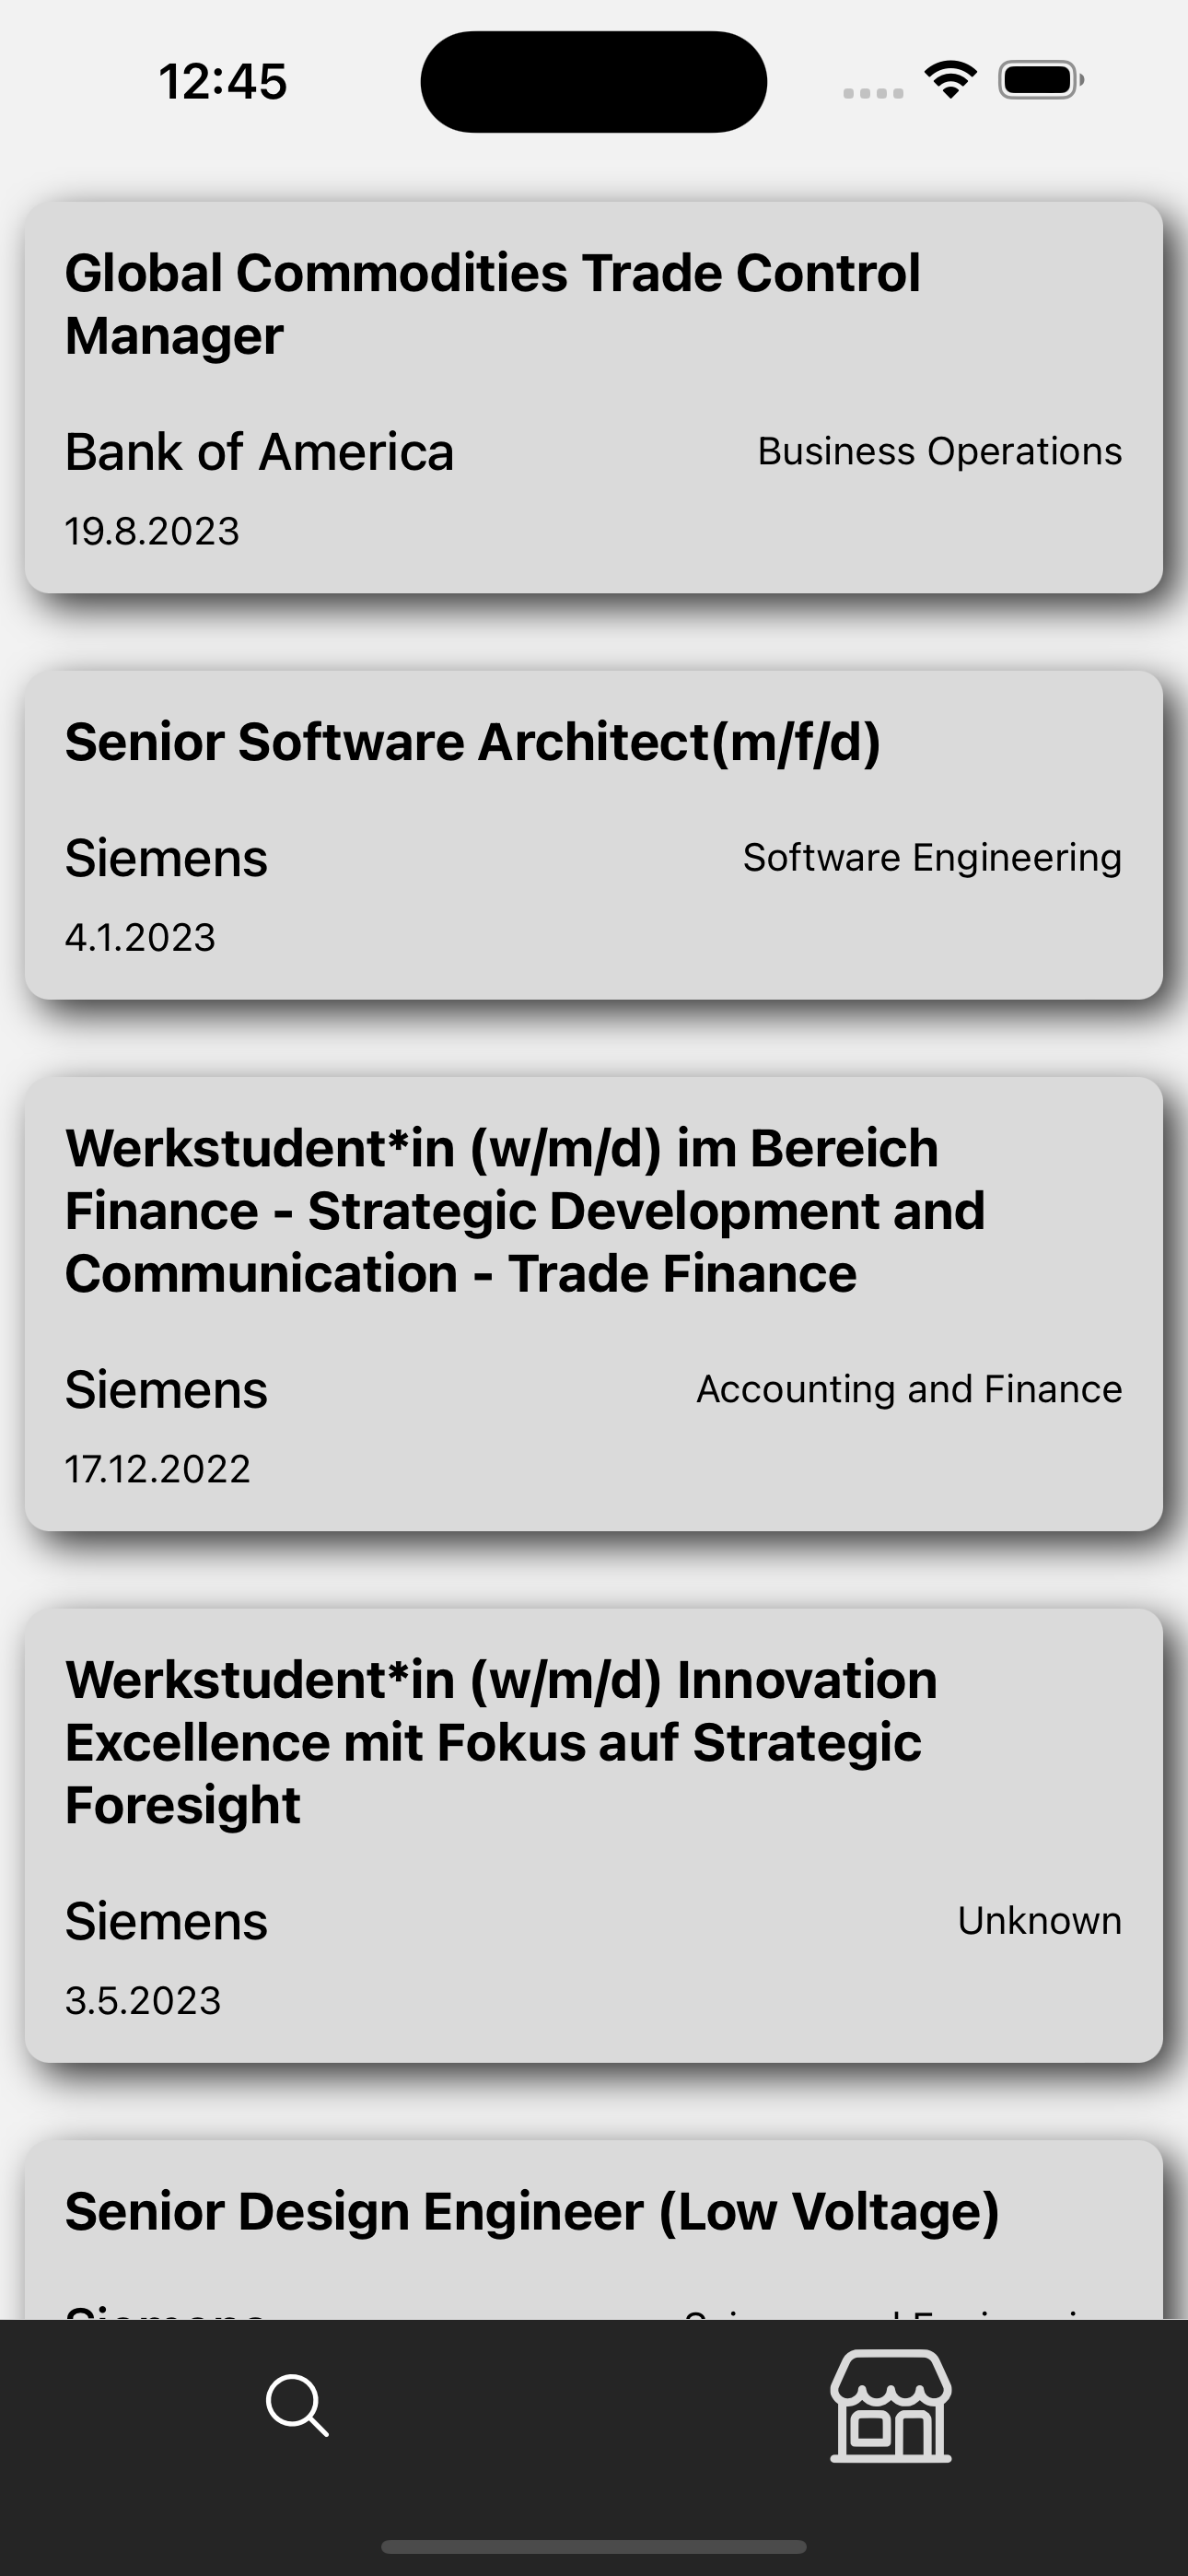 12:45
Global Commodities Trade Control
Manager
Bank of America
Business Operations
19.8.2023
Senior Software Architect(m/f/d)
Siemens
Software Engineering
4.1.2023
Werkstudent*in (w/m/d) im Bereich
Finance - Strategic Development and
Communication - Trade Finance
Siemens
Accounting and Finance
17.12.2022
Werkstudent*in (w/m/d) Innovation
Excellence mit Fokus auf Strategic
Foresight
Siemens
Unknown
3.5.2023
Senior Design Engineer (Low Voltage)